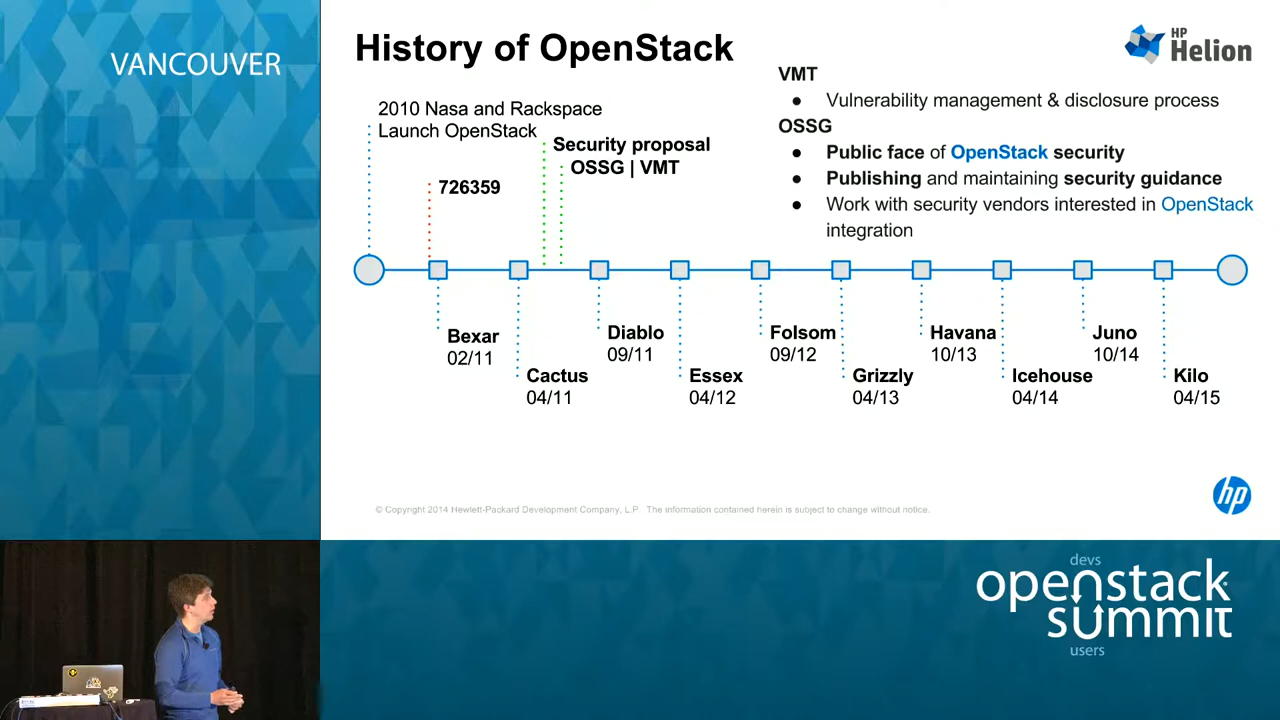 VANCOUVER
History of OpenStack
HP
Helion
VMT
● Vulnerability management & disclosure process
OSSG
● Public face of OpenStack security
● Publishing and maintaining security guidance
● Work with security vendors interested in OpenStack
integration
2010 Nasa and Rackspace
Launch OpenStack
Security proposal
OSSG | VMT
726359
Bexar
02/11
Cactus
04/11
Diablo
09/11
Essex
04/12
Folsom
09/12
Grizzly
04/13
Havana
10/13
Icehouse
04/14
Juno
10/14
Kilo
04/15
© Copyright 2014 Hewlett-Packard Development Company, L.P. The information contained herein is subject to change without notice.
hp
devs
openstack
summit
users